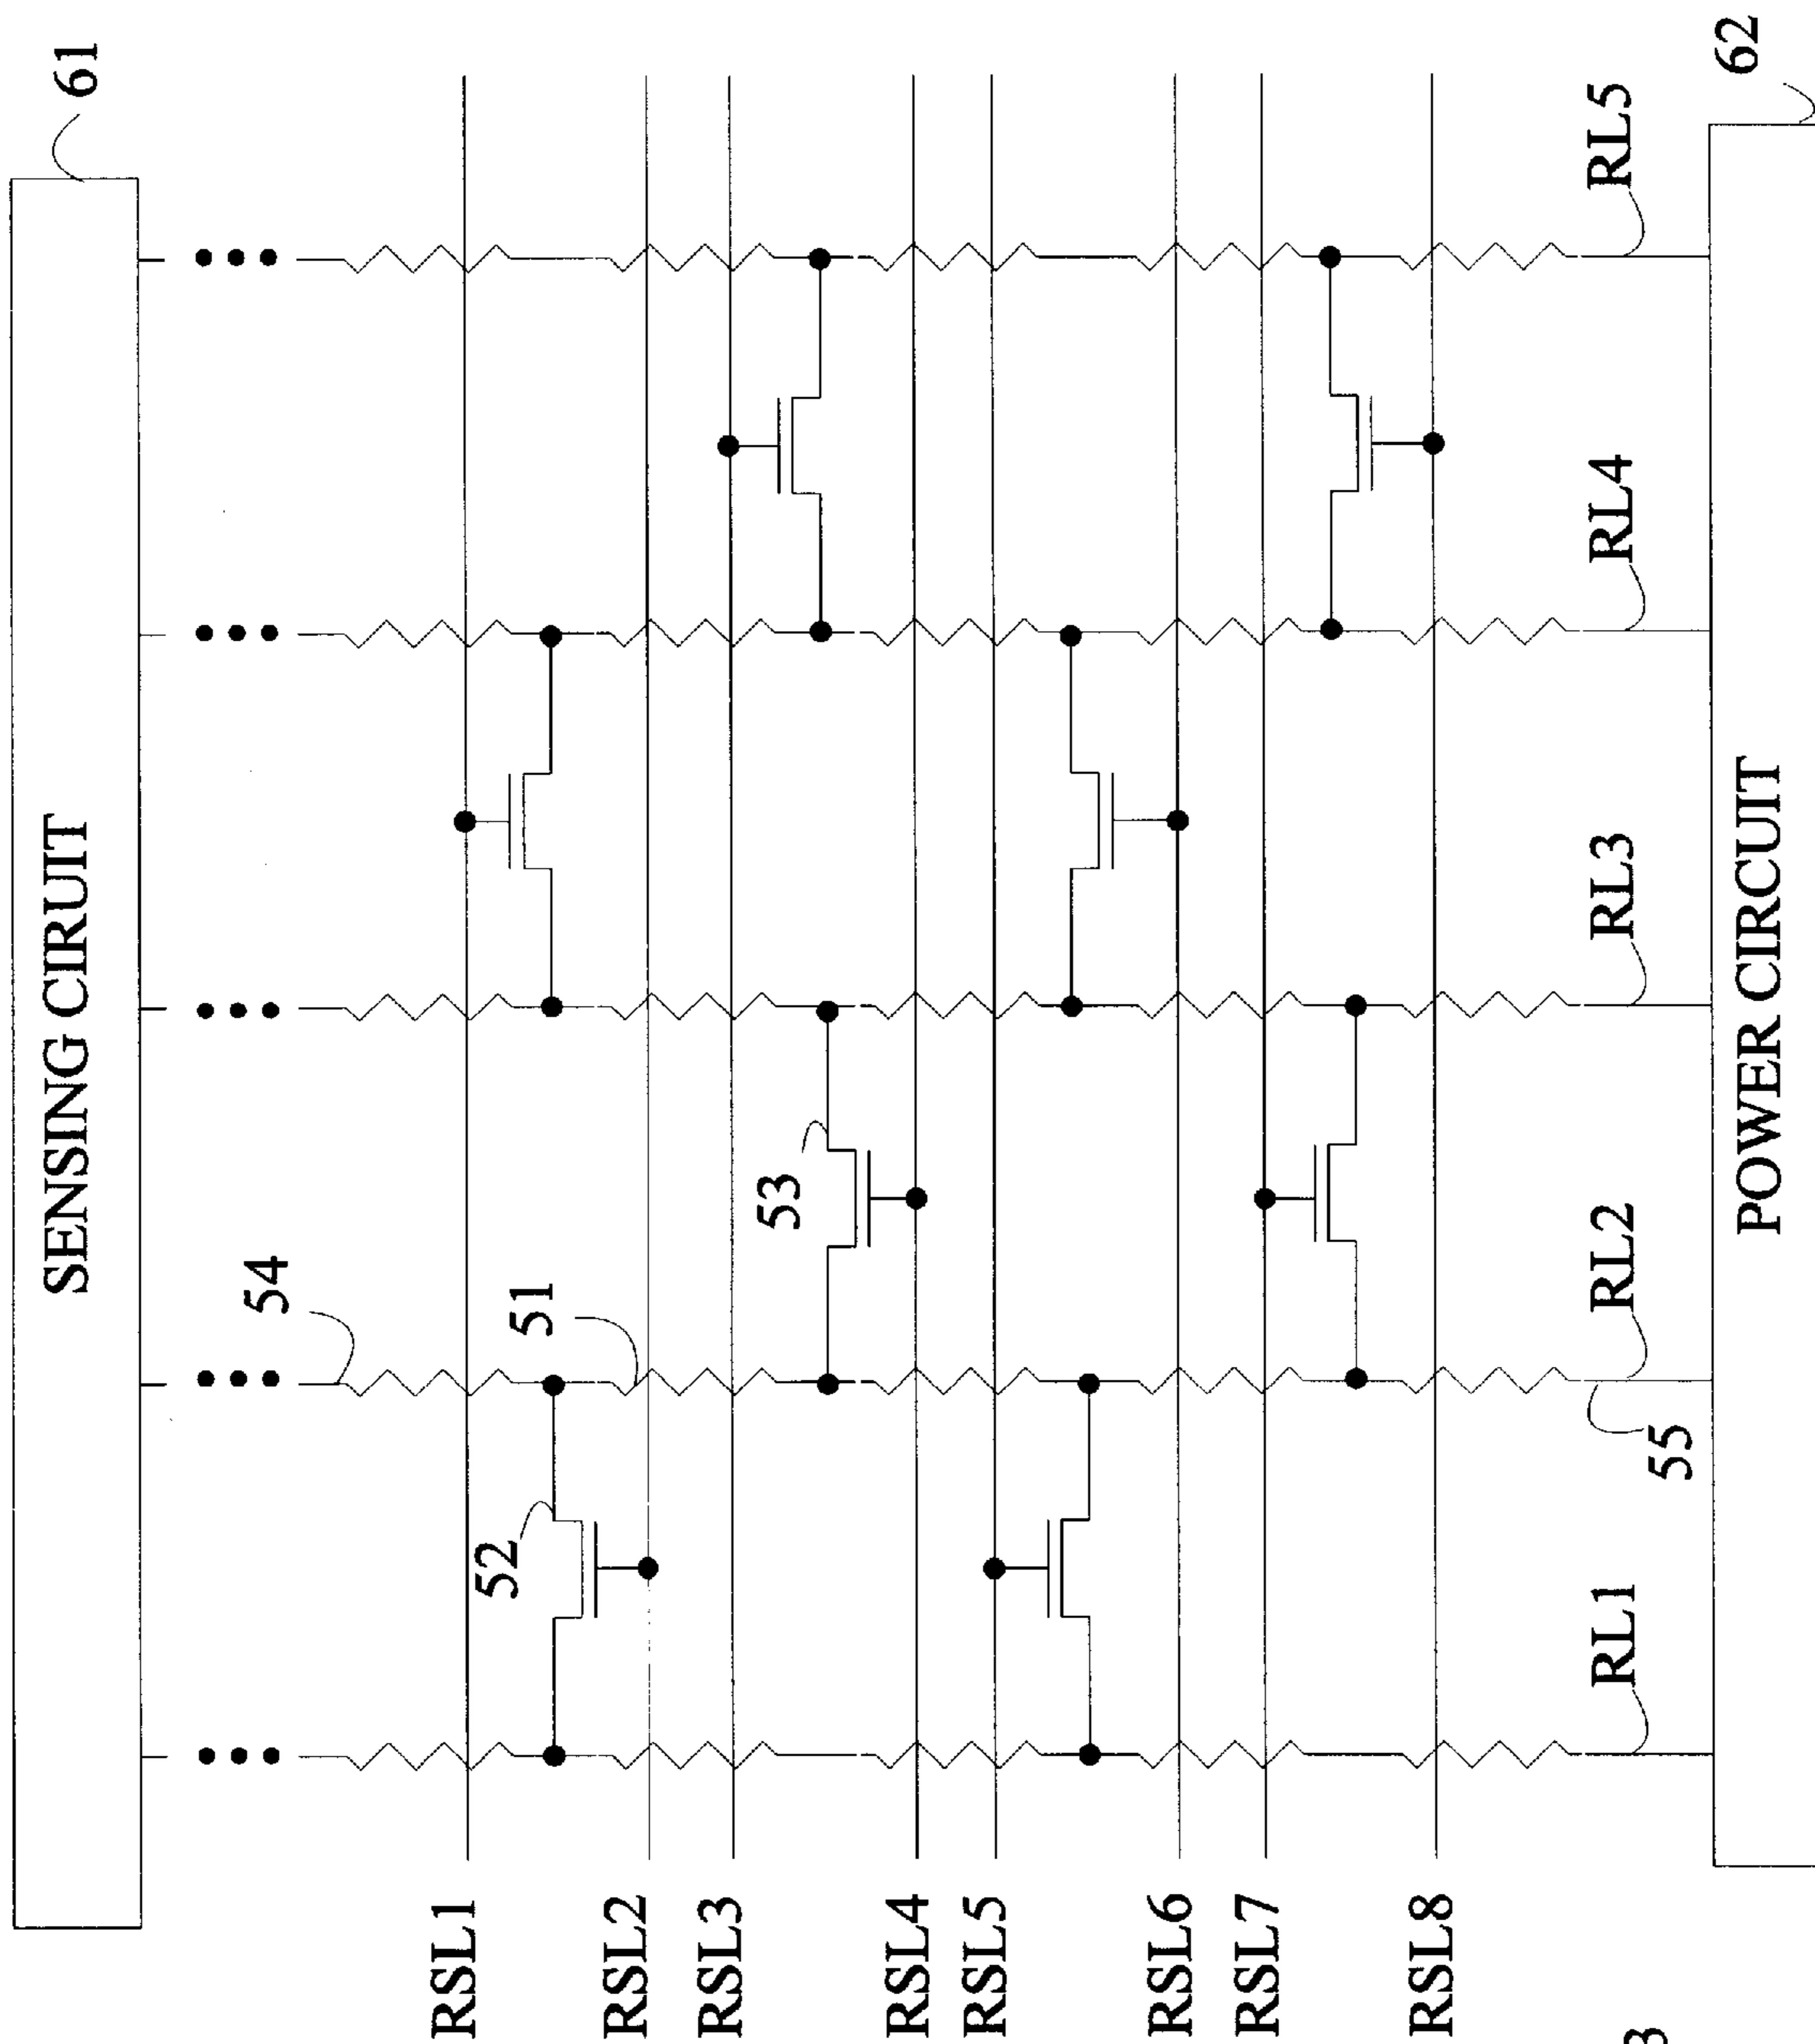 SENSING CIRUIT
61
54
51
52
53
RSL1
RSL2
RSL3
RSL4
RSL5
RSL6
RSL7
RSL8
RL1
RL2
RL3
RL4
RL5
55
POWER CIRCUIT
62
3